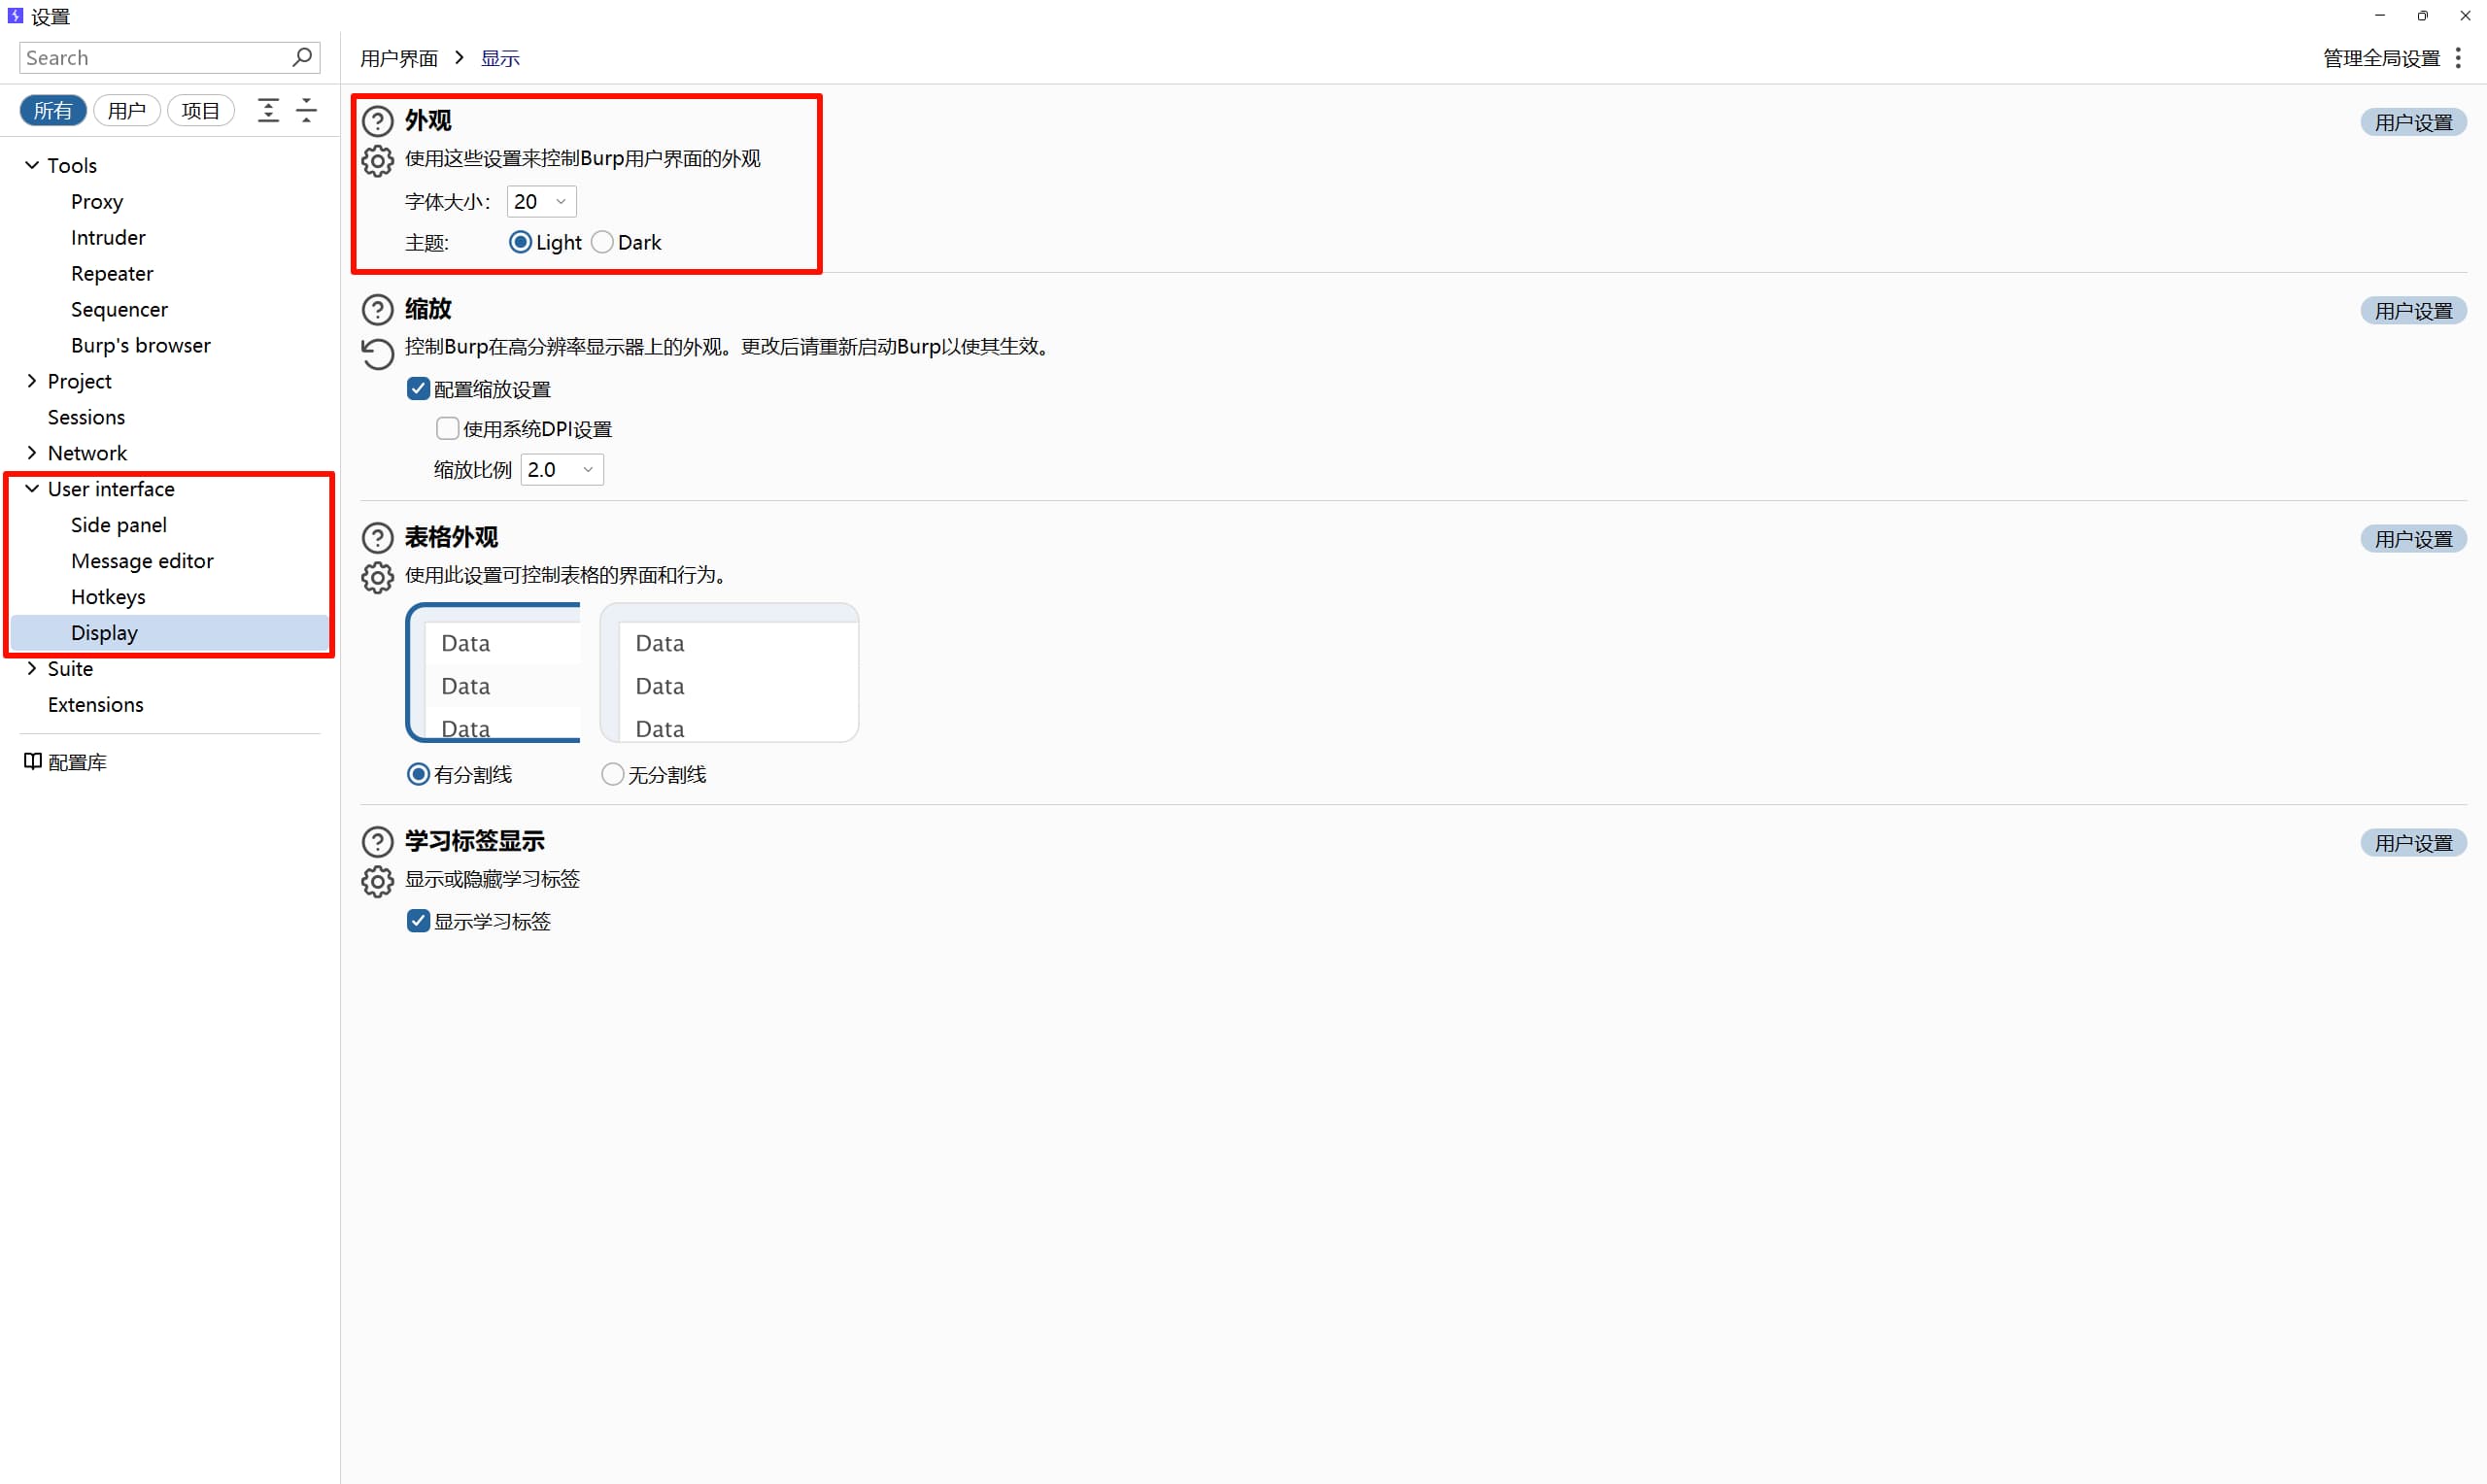 设置
Search
所有 用户 项目
Tools
Proxy
Intruder
Repeater
Sequencer
Burp's browser
Project
Sessions
Network
User interface
Side panel
Message editor
Hotkeys
Display
Suite
Extensions
配置库
用户界面 > 显示
管理全局设置
外观
用户设置
使用这些设置来控制Burp用户界面的外观
字体大小: 20
主题: Light Dark
缩放
用户设置
控制Burp在高分辨率显示器上的外观。更改后请重新启动Burp以使其生效。
配置缩放设置
使用系统DPI设置
缩放比例 2.0
表格外观
用户设置
使用此设置可控制表格的界面和行为。
Data Data
Data Data
Data Data
有分割线 无分割线
学习标签显示
用户设置
显示或隐藏学习标签
显示学习标签